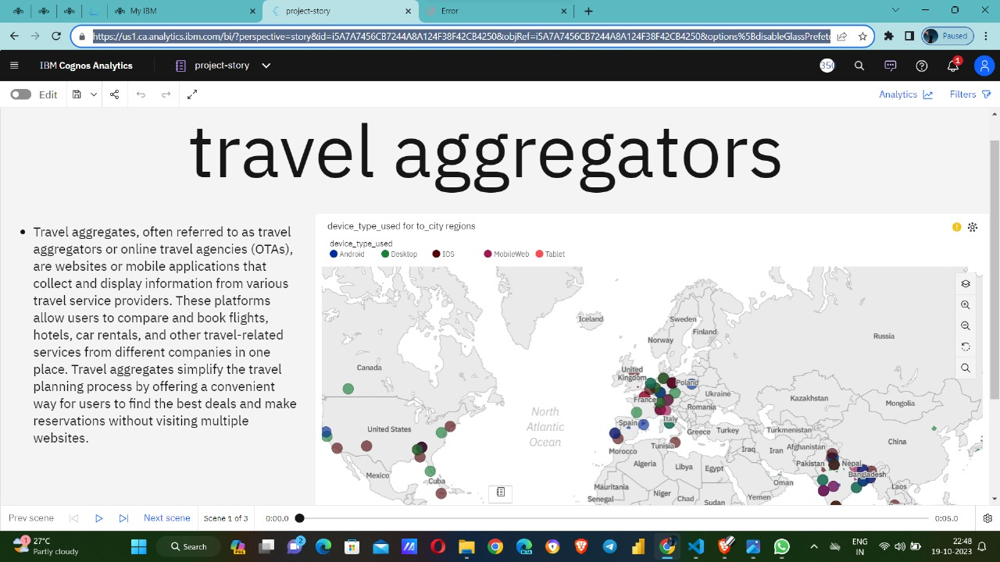 My IBM
project-story
Error
https://us1.ca.analytics.ibm.com/bi/?perspective=story&id=i5A7A7456CB7244A8A124F38F42CB4250&objRef=i5A7A7456CB7244A8A124F38F42CB4250&options%5BdisableGlassPrefetc
Paused
IBM Cognos Analytics
project-story
350
1
Edit
Analytics
Filters
travel aggregators
• Travel aggregates, often referred to as travel
aggregators or online travel agencies (OTAs),
are websites or mobile applications that
collect and display information from various
travel service providers. These platforms
allow users to compare and book flights,
hotels, car rentals, and other travel-related
services from different companies in one
place. Travel aggregates simplify the travel
planning process by offering a convenient
way for users to find the best deals and make
reservations without visiting multiple
websites.
device_type_used for to_city regions
device_type_used
Android
Desktop
IOS
MobileWeb
Tablet
Iceland
Sweden
Finland
Norway
Russia
Canada
United
Kingdom
Poland
Ukraine
France
Kazakhstan
Mongolia
Romania
North
Atlantic
Ocean
United States
Spain
Italy
Greece
Turkey
Turkmenistan
China
Tunisia
Morocco
Iraq
Iran
Afghanistan
Algeria
Libya
Egypt
Pakistan
Nepal
Mexico
Cuba
Bangladesh
Oman
Mauritania
Laos
Senegal
Niger
Chad
Sudan
Yemen
Prev scene
Next scene
Scene 1 of 3
0:00.0
0:05.0
1
27°C
Partly cloudy
Search
PRE
2
ENG
IN
22:48
19-10-2023